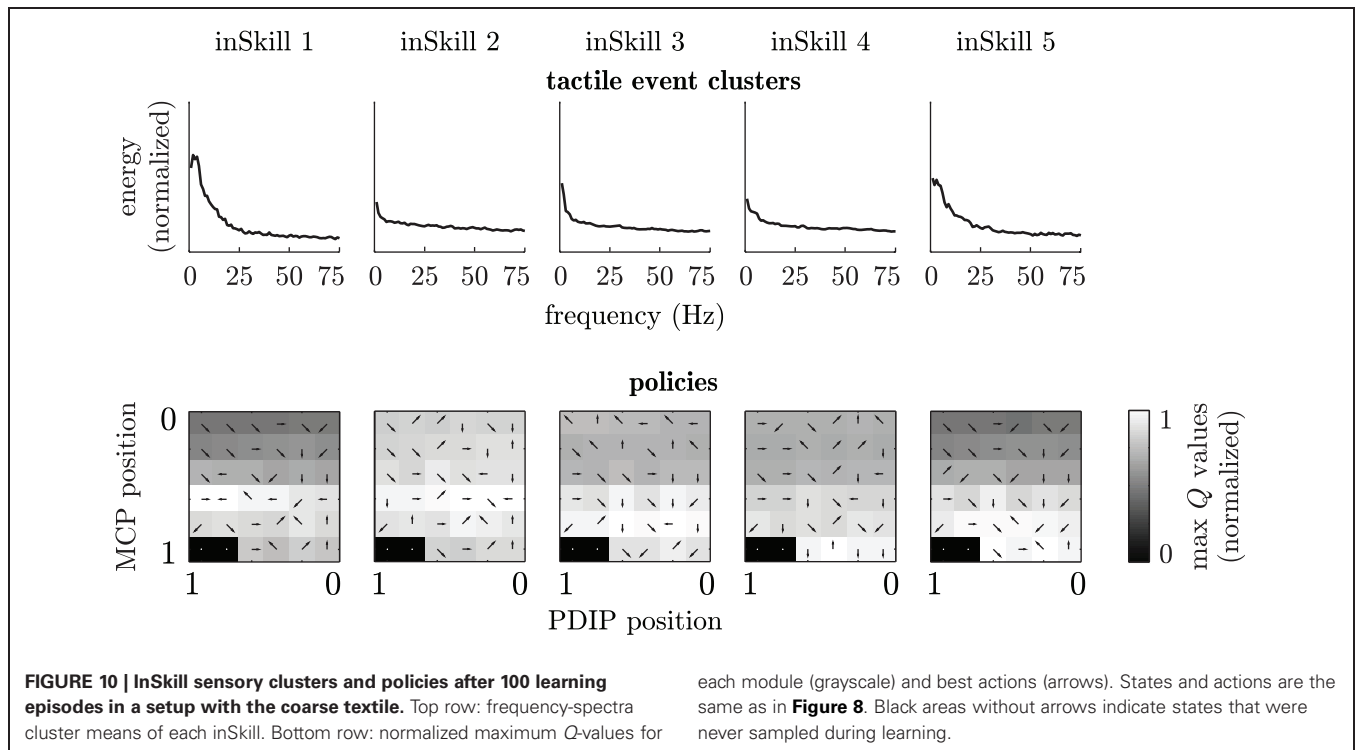 inSkill 1 inSkill 2 inSkill 3 inSkill 4 inSkill 5
tactile event clusters
energy
(normalized)
0 25 50 75 0 25 50 75 0 25 50 75 0 25 50 75 0 25 50 75
frequency (Hz)
policies
MCP position
0
1
1 0 1 0 1 0 1 0 1 0
PDIP position
1
0
max Q values
(normalized)
FIGURE 10 | InSkill sensory clusters and policies after 100 learning
episodes in a setup with the coarse textile. Top row: frequency-spectra
cluster means of each inSkill. Bottom row: normalized maximum Q-values for
each module (grayscale) and best actions (arrows). States and actions are the
same as in Figure 8. Black areas without arrows indicate states that were
never sampled during learning.